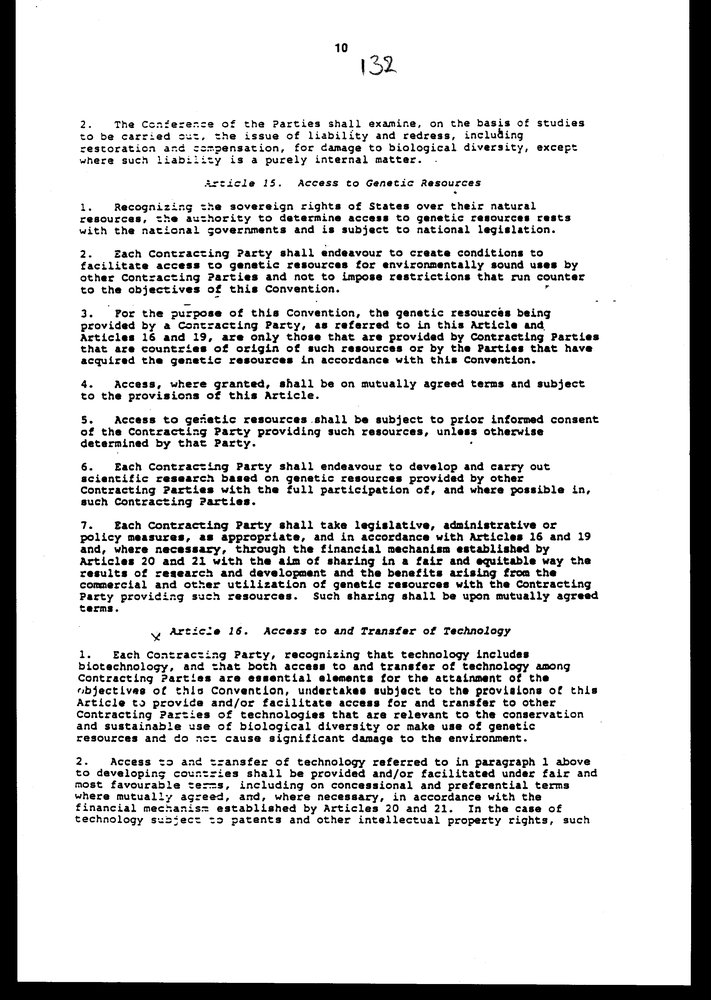 10
132
2. The Conference of the Parties shall examine, on the basis of studies
to be carried out, the issue of liability and redress, including
restoration and compensation, for damage to biological diversity, except
where such liability is a purely internal matter.
Article 15. Access to Genetic Resources
1. Recognizing the sovereign rights of States over their natural
resources, the authority to determine access to genetic resources rests
with the national governments and is subject to national legislation.
2. Each Contracting Party shall endeavour to create conditions to
facilitate access to genetic resources for environmentally sound uses by
other Contracting Parties and not to impose restrictions that run counter
to the objectives of this Convention.
3. For the purpose of this Convention, the genetic resources being
provided by a Contracting Party, as referred to in this Article and
Articles 16 and 19, are only those that are provided by Contracting Parties
that are countries of origin of such resources or by the Parties that have
acquired the genetic resources in accordance with this Convention.
4. Access, where granted, shall be on mutually agreed terms and subject
to the provisions of this Article.
5. Access to genetic resources shall be subject to prior informed consent
of the Contracting Party providing such resources, unless otherwise
determined by that Party.
6. Each Contracting Party shall endeavour to develop and carry out
scientific research based on genetic resources provided by other
Contracting Parties with the full participation of, and where possible in,
such Contracting Parties.
7. Each Contracting Party shall take legislative, administrative or
policy measures, as appropriate, and in accordance with Articles 16 and 19
and, where necessary, through the financial mechanism established by
Articles 20 and 21 with the aim of sharing in a fair and equitable way the
results of research and development and the benefits arising from the
commercial and other utilization of genetic resources with the Contracting
Party providing such resources. Such sharing shall be upon mutually agreed
terms.
x Article 16. Access to and Transfer of Technology
1. Each Contracting Party, recognizing that technology includes
biotechnology, and that both access to and transfer of technology among
Contracting Parties are essential elements for the attainment of the
objectives of this Convention, undertakes subject to the provisions of this
Article to provide and/or facilitate access for and transfer to other
Contracting Parties of technologies that are relevant to the conservation
and sustainable use of biological diversity or make use of genetic
resources and do not cause significant damage to the environment.
2. Access to and transfer of technology referred to in paragraph 1 above
to developing countries shall be provided and/or facilitated under fair and
most favourable terms, including on concessional and preferential terms
where mutually agreed, and, where necessary, in accordance with the
financial mechanism established by Articles 20 and 21. In the case of
technology subject to patents and other intellectual property rights, such